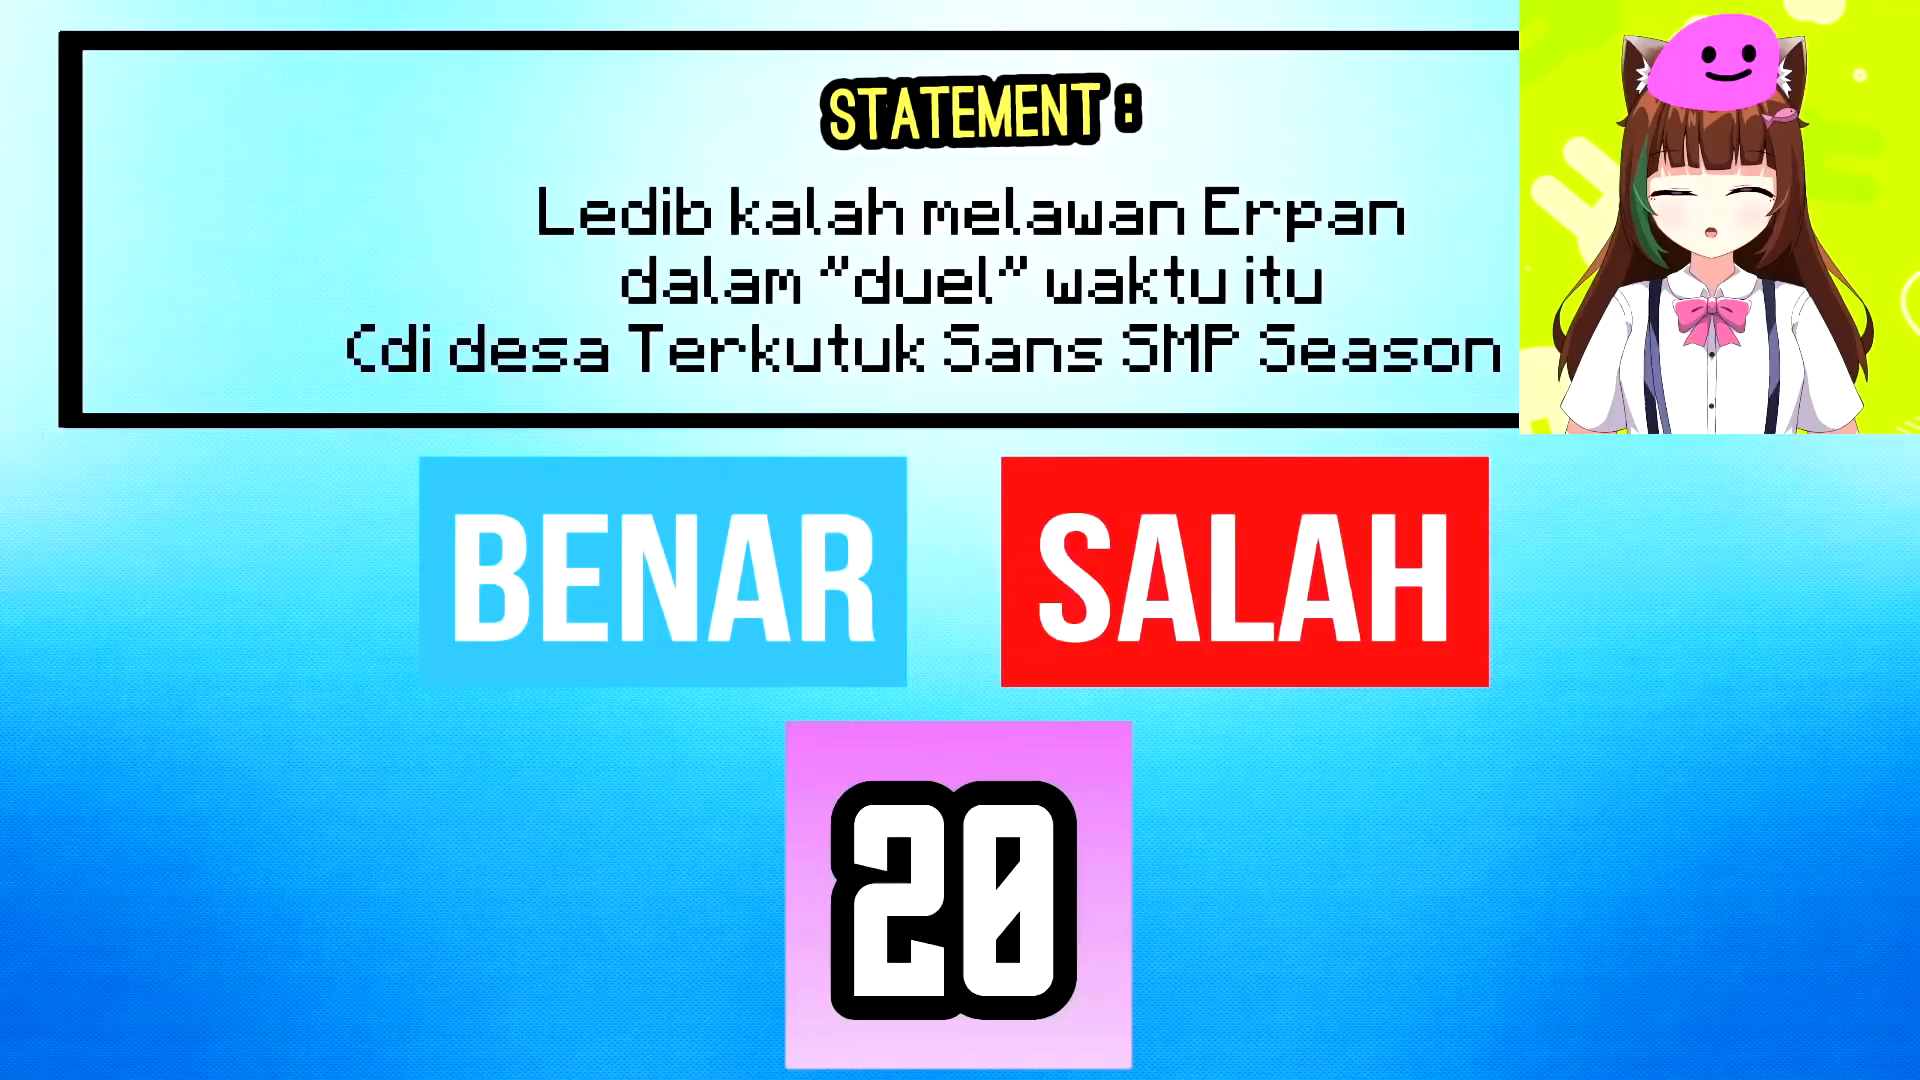 STATEMENT 8
Ledib kalah melawan Erpan
dalam "duel" waktu itu
(di desa Terkutuk Sans SMP Season
BENAR
SALAH
20